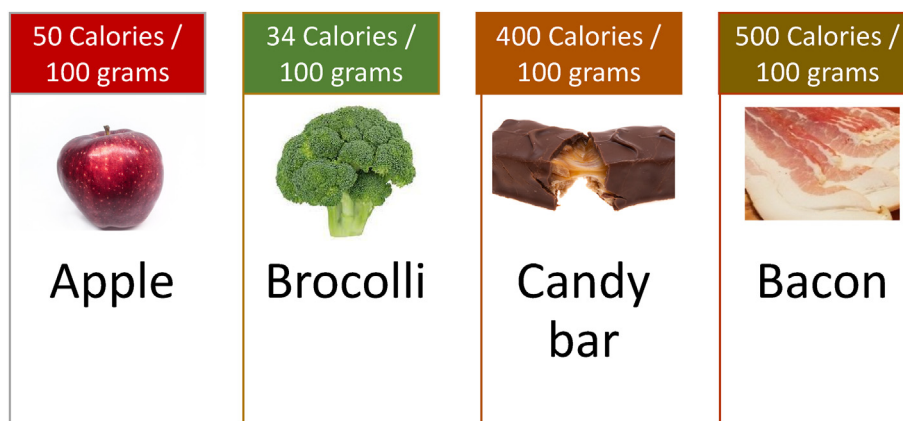 50 Calories /
100 grams
34 Calories /
100 grams
400 Calories /
100 grams
500 Calories /
100 grams
Apple
Brocolli
Candy
bar
Bacon